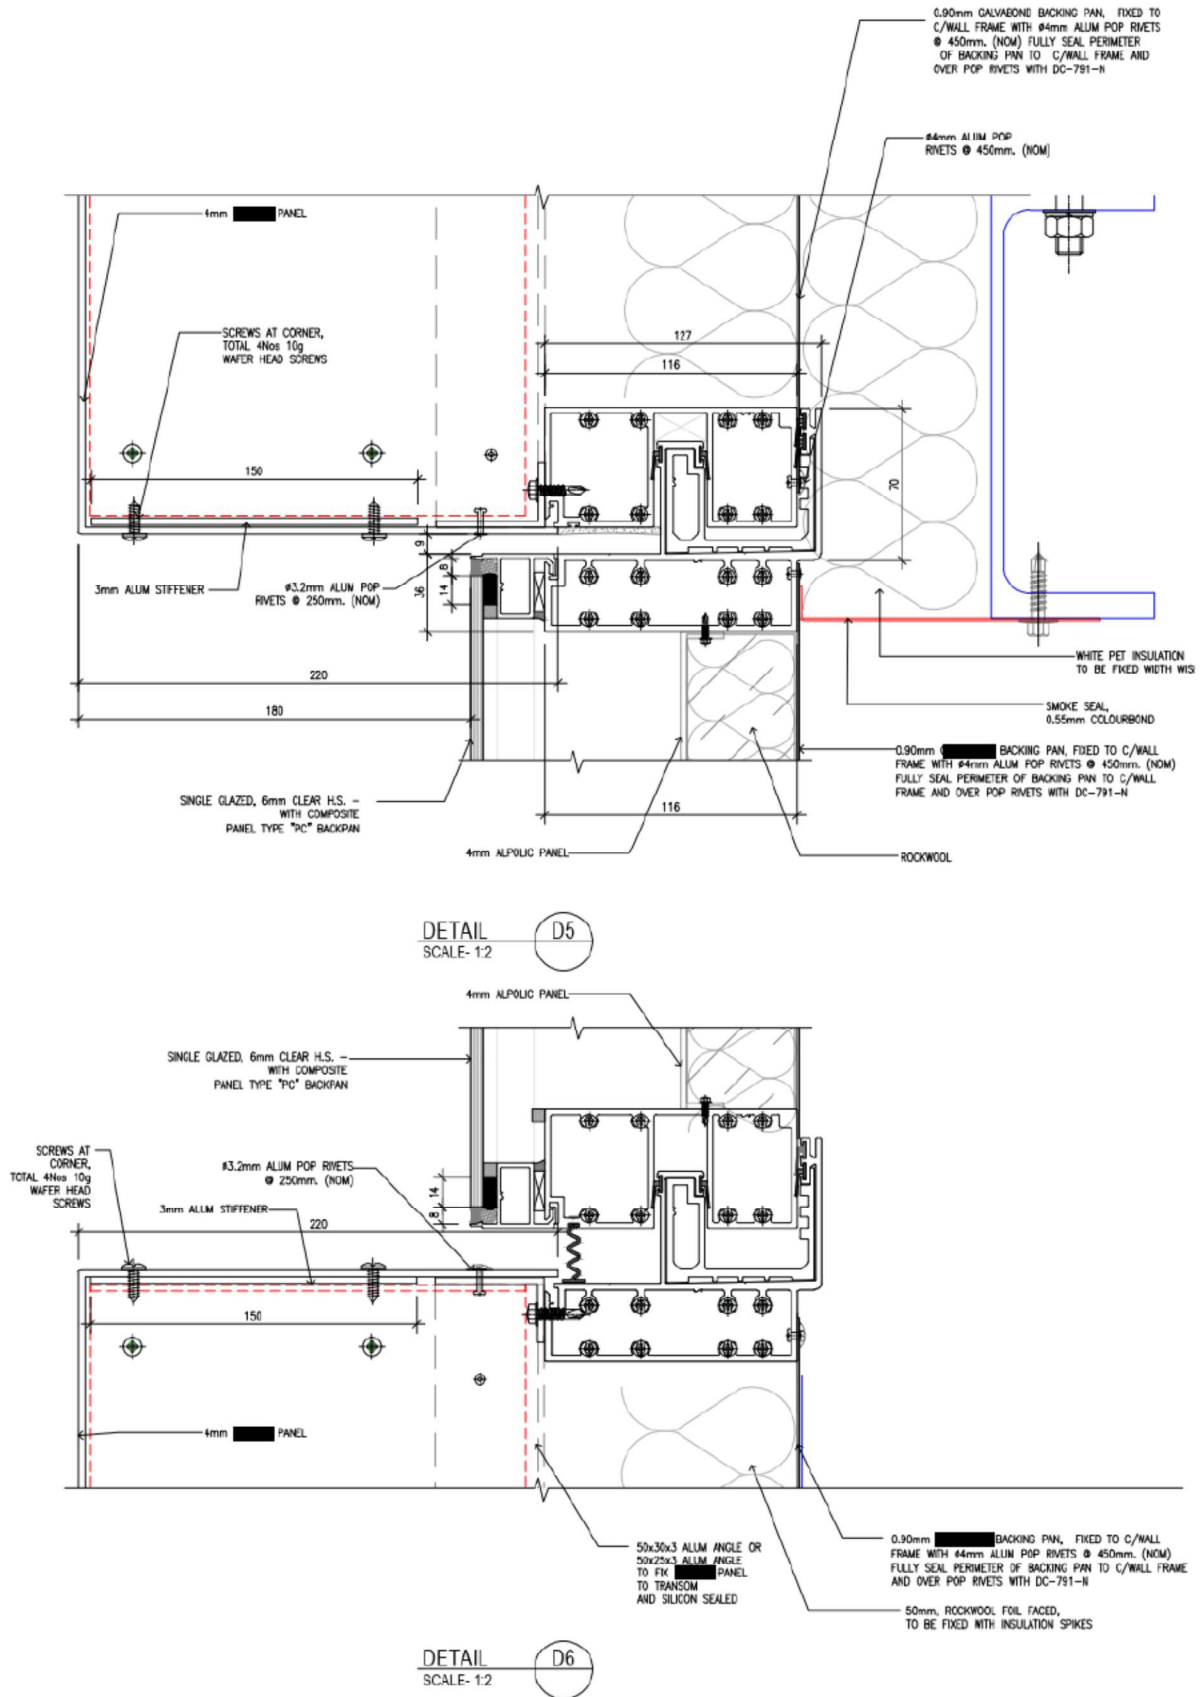 0.90mm GALVABOND BACKING PAN, FIXED TO
C/WALL FRAME WITH ø4mm ALUM POP RIVETS
@ 450mm. (NOM) FULLY SEAL PERIMETER
OF BACKING PAN TO C/WALL FRAME AND
OVER POP RIVETS WITH DC-791-N
ø4mm ALUM POP
RIVETS @ 450mm. (NOM)
4mm PANEL
SCREWS AT CORNER,
TOTAL 4Nos 10g
WAFER HEAD SCREWS
127
116
150
70
9
8
14
36
3mm ALUM STIFFENER
ø3.2mm ALUM POP
RIVETS @ 250mm. (NOM)
220
180
WHITE PET INSULATION
TO BE FIXED WIDTH WIS
SMOKE SEAL,
0.55mm COLOURBOND
0.90mm BACKING PAN, FIXED TO C/WALL
FRAME WITH ø4mm ALUM POP RIVETS @ 450mm. (NOM)
FULLY SEAL PERIMETER OF BACKING PAN TO C/WALL
FRAME AND OVER POP RIVETS WITH DC-791-N
SINGLE GLAZED, 6mm CLEAR H.S. -
WITH COMPOSITE
PANEL TYPE "PC" BACKPAN
116
4mm ALPOLIC PANEL
ROCKWOOL
DETAIL D5
SCALE- 1:2
4mm ALPOLIC PANEL
SINGLE GLAZED, 6mm CLEAR H.S. -
WITH COMPOSITE
PANEL TYPE "PC" BACKPAN
SCREWS AT
CORNER,
TOTAL 4Nos 10g
WAFER HEAD
SCREWS
ø3.2mm ALUM POP RIVETS
@ 250mm. (NOM)
3mm ALUM STIFFENER
14
8
220
150
4mm PANEL
50x30x3 ALUM ANGLE OR
50x25x3 ALUM ANGLE
TO FIX PANEL
TO TRANSOM
AND SILICON SEALED
0.90mm BACKING PAN, FIXED TO C/WALL
FRAME WITH ø4mm ALUM POP RIVETS @ 450mm. (NOM)
FULLY SEAL PERIMETER OF BACKING PAN TO C/WALL FRAME
AND OVER POP RIVETS WITH DC-791-N
50mm, ROCKWOOL FOIL FACED,
TO BE FIXED WITH INSULATION SPIKES
DETAIL D6
SCALE- 1:2